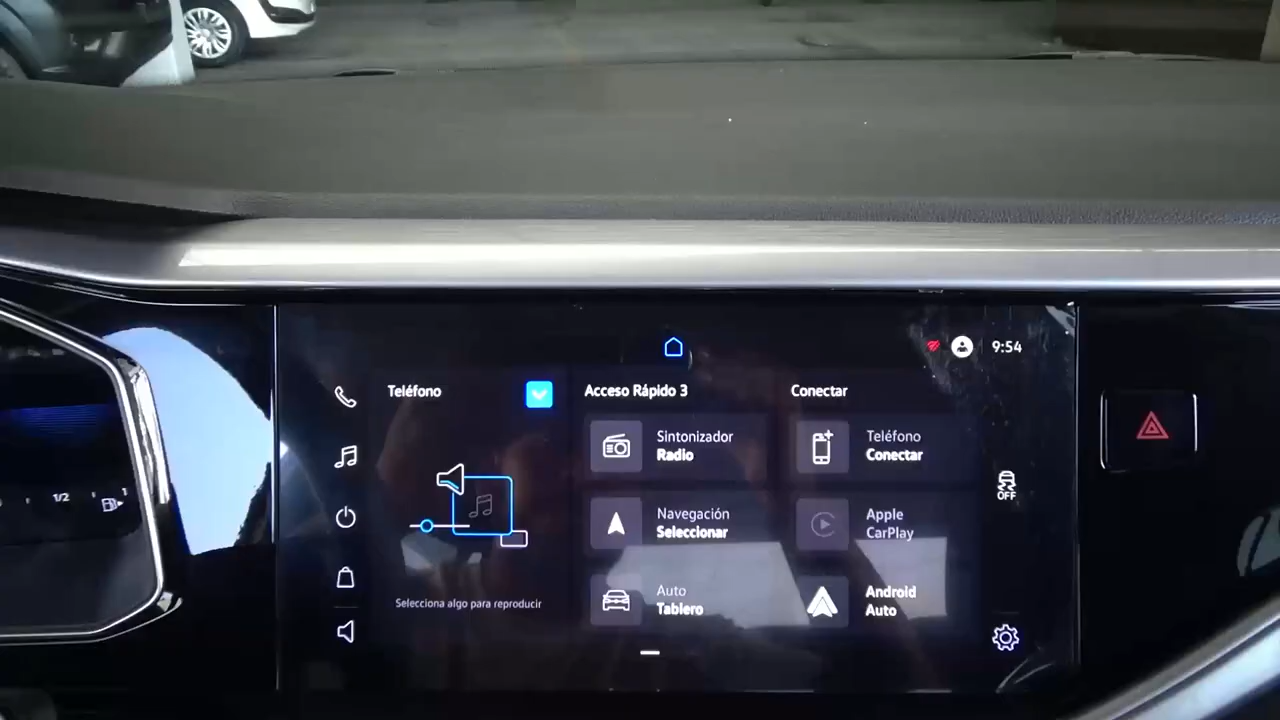 9:54
Teléfono
Acceso Rápido 3
Conectar
Sintonizador
Radio
Teléfono
Conectar
Navegación
Seleccionar
Apple
CarPlay
OFF
1/2
1
Selecciona algo para reproducir
Auto
Tablero
Android
Auto